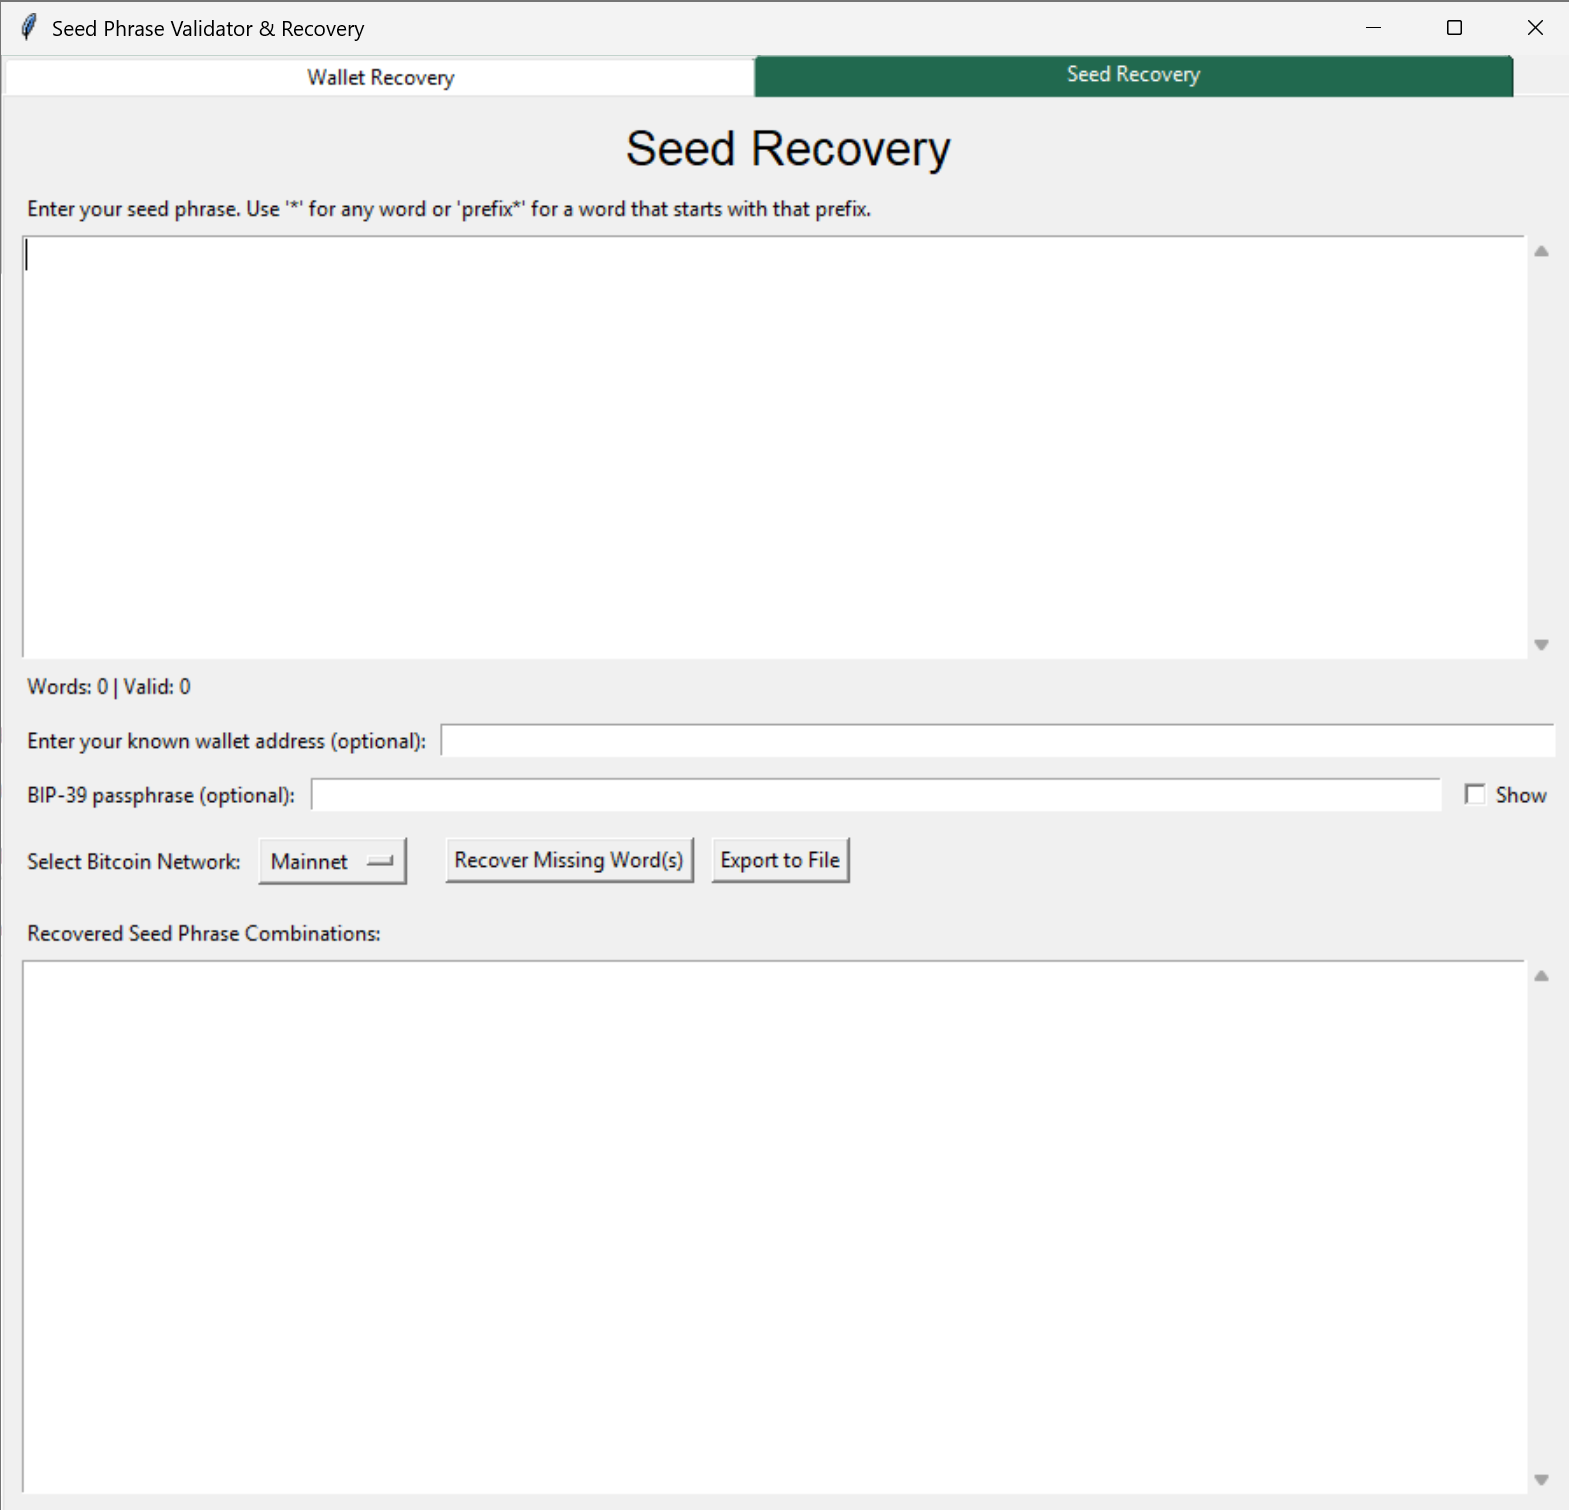 Seed Phrase Validator & Recovery
Wallet Recovery
Seed Recovery
Seed Recovery
Enter your seed phrase. Use '*' for any word or 'prefix*' for a word that starts with that prefix.
Words: 0 | Valid: 0
Enter your known wallet address (optional):
BIP-39 passphrase (optional):
Show
Select Bitcoin Network:
Mainnet
Recover Missing Word(s)
Export to File
Recovered Seed Phrase Combinations: